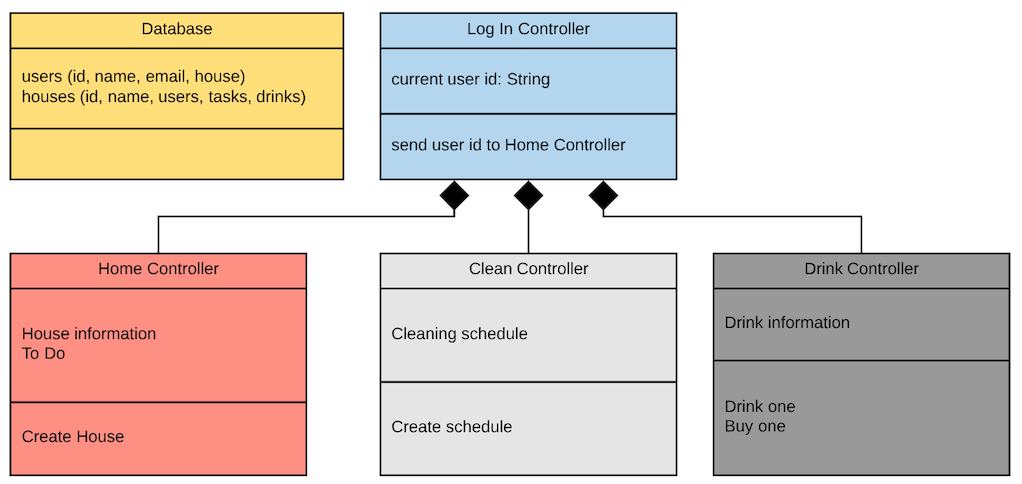 Database
users (id, name, email, house)
houses (id, name, users, tasks, drinks)
Log In Controller
current user id: String
send user id to Home Controller
Home Controller
House information
To Do
Create House
Clean Controller
Cleaning schedule
Create schedule
Drink Controller
Drink information
Drink one
Buy one